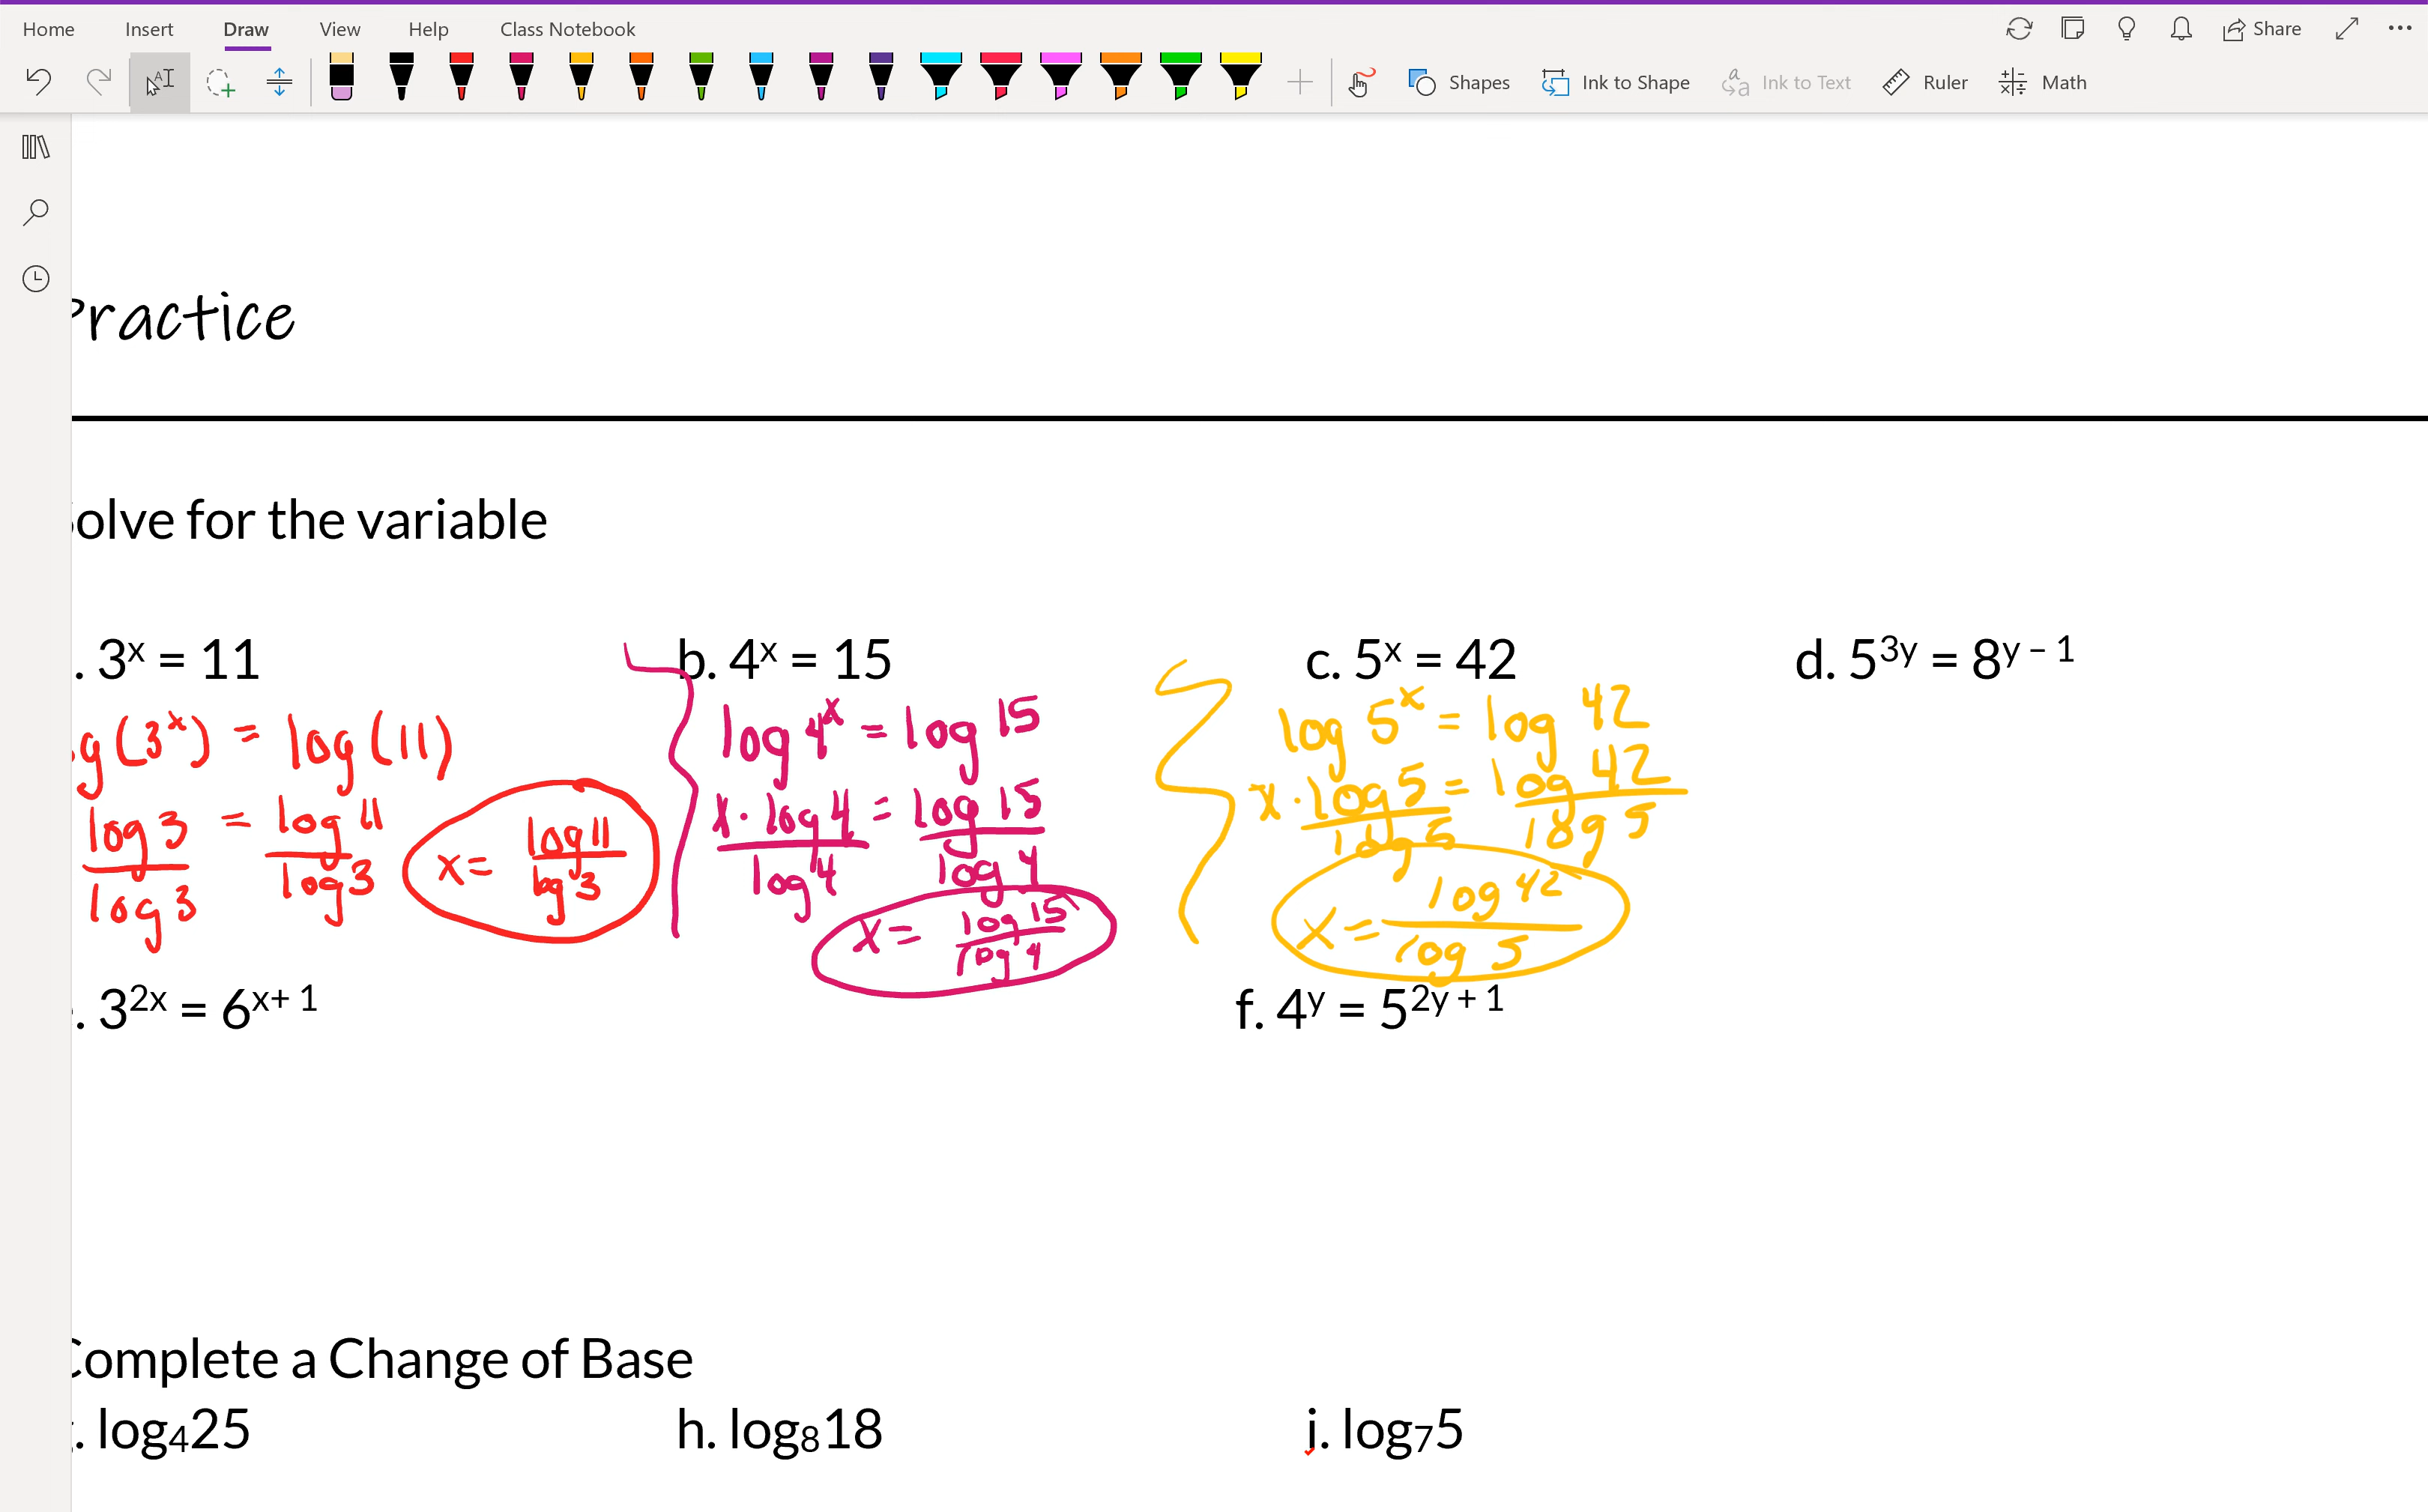 Home Insert Draw View Help Class Notebook Share
Shapes Ink to Shape Ink to Text Ruler Math
Practice
olve for the variable
. 3ˣ = 11
b. 4ˣ = 15
c. 5ˣ = 42
d. 5³ʸ = 8ʸ ⁻ ¹
g (3ˣ) = log (11)
log 3 = log 11
log 3 log 3
x = log 11
log 3
log 4ˣ = log 15
x · log 4 = log 15
log 4 log 4
x = log 15
log 4
log 5ˣ = log 42
x · log 5 = log 42
log 5 log 5
x = log 42
log 5
. 3²ˣ = 6ˣ⁺ ¹
f. 4ʸ = 5²ʸ ⁺ ¹
Complete a Change of Base
. log₄25
h. log₈18
j. log₇5